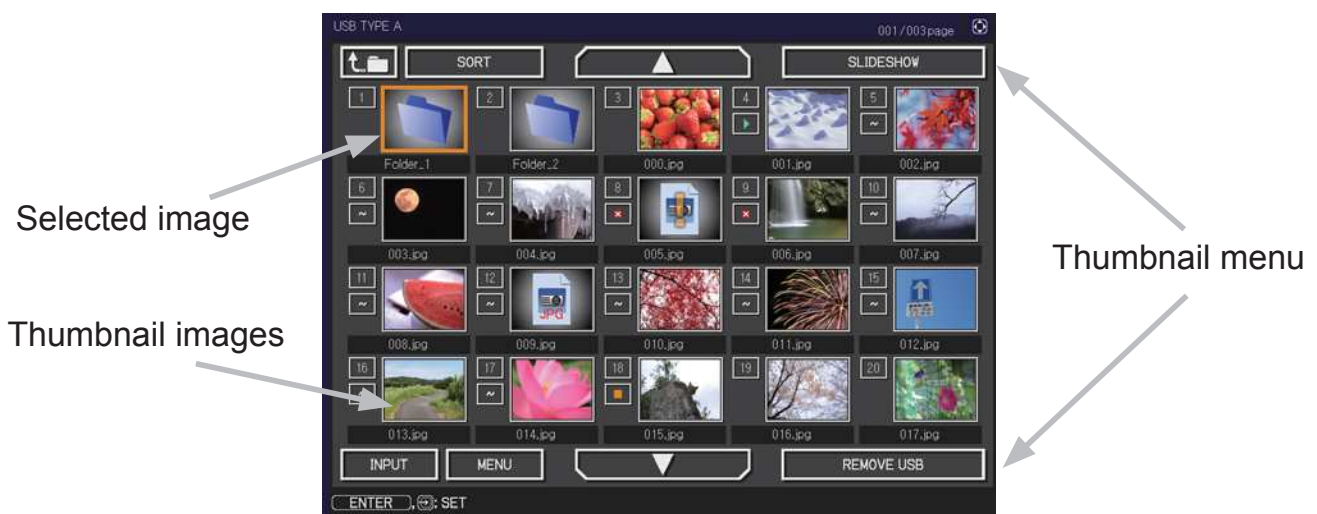 USB TYPE A
001/003page
SORT
SLIDESHOW
1
2
3
4
5
Folder_1
Folder_2
000.jpg
001.jpg
002.jpg
6
7
8
9
10
003.jpg
004.jpg
005.jpg
006.jpg
007.jpg
11
12
13
14
15
JPG
008.jpg
009.jpg
010.jpg
011.jpg
012.jpg
16
17
18
19
20
013.jpg
014.jpg
015.jpg
016.jpg
017.jpg
INPUT
MENU
REMOVE USB
ENTER , : SET
Selected image
Thumbnail images
Thumbnail menu